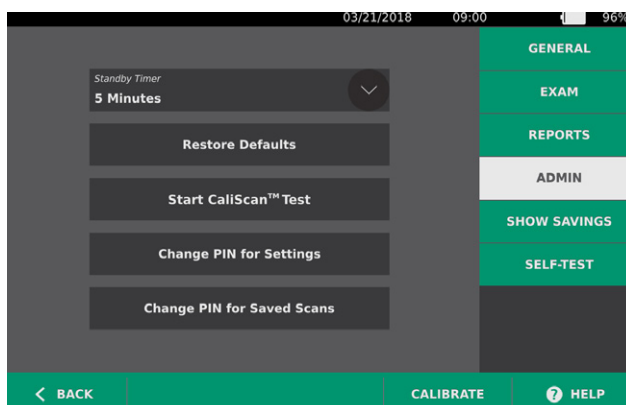 03/21/2018 09:00 96%
GENERAL
Standby Timer
5 Minutes
EXAM
Restore Defaults
REPORTS
ADMIN
Start CaliScan™ Test
SHOW SAVINGS
Change PIN for Settings
SELF-TEST
Change PIN for Saved Scans
BACK
CALIBRATE
? HELP